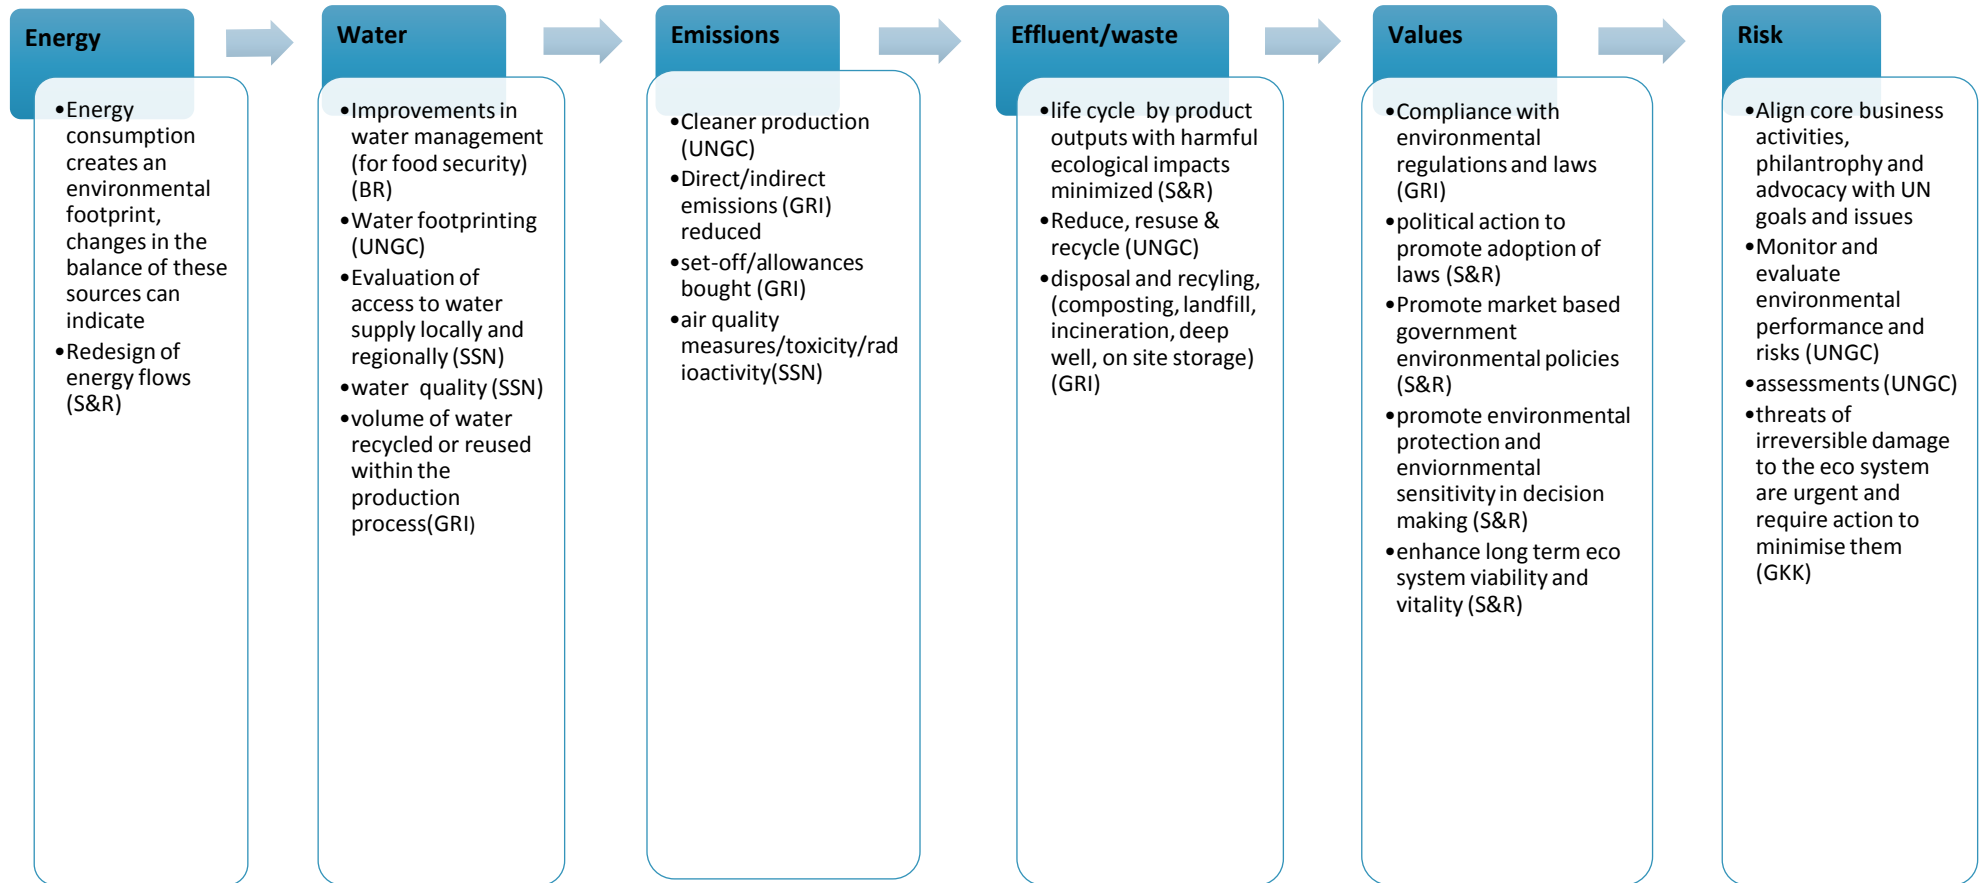 Energy
•Energy
consumption
creates an
environmental
footprint,
changes in the
balance of these
sources can
indicate
•Redesign of
energy flows
(S&R)
Water
•Improvements in
water management
(for food security)
(BR)
•Water footprinting
(UNGC)
•Evaluation of
access to water
supply locally and
regionally (SSN)
•water quality (SSN)
•volume of water
recycled or reused
within the
production
process(GRI)
Emissions
•Cleaner production
(UNGC)
•Direct/indirect
emissions (GRI)
reduced
•set-off/allowances
bought (GRI)
•air quality
measures/toxicity/rad
ioactivity(SSN)
Effluent/waste
•life cycle by product
outputs with harmful
ecological impacts
minimized (S&R)
•Reduce, resuse &
recycle (UNGC)
•disposal and recyling,
(composting, landfill,
incineration, deep
well, on site storage)
(GRI)
Values
•Compliance with
environmental
regulations and laws
(GRI)
•political action to
promote adoption of
laws (S&R)
•Promote market based
government
environmental policies
(S&R)
•promote environmental
protection and
enviornmental
sensitivity in decision
making (S&R)
•enhance long term eco
system viability and
vitality (S&R)
Risk
•Align core business
activities,
philantrophy and
advocacy with UN
goals and issues
•Monitor and
evaluate
environmental
performance and
risks (UNGC)
•assessments (UNGC)
•threats of
irreversible damage
to the eco system
are urgent and
require action to
minimise them
(GKK)